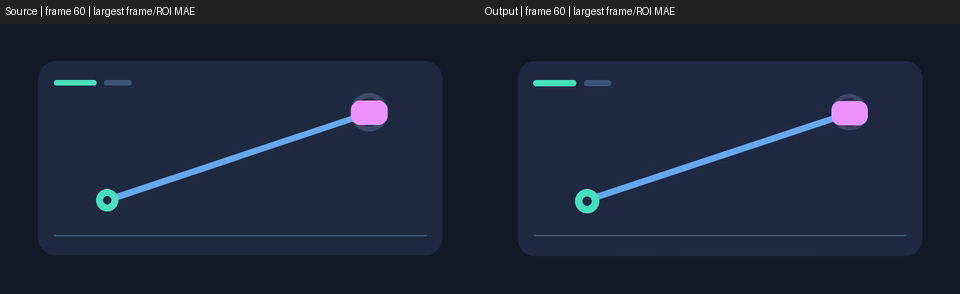 Source | frame 60 | largest frame/ROI MAE
Output | frame 60 | largest frame/ROI MAE